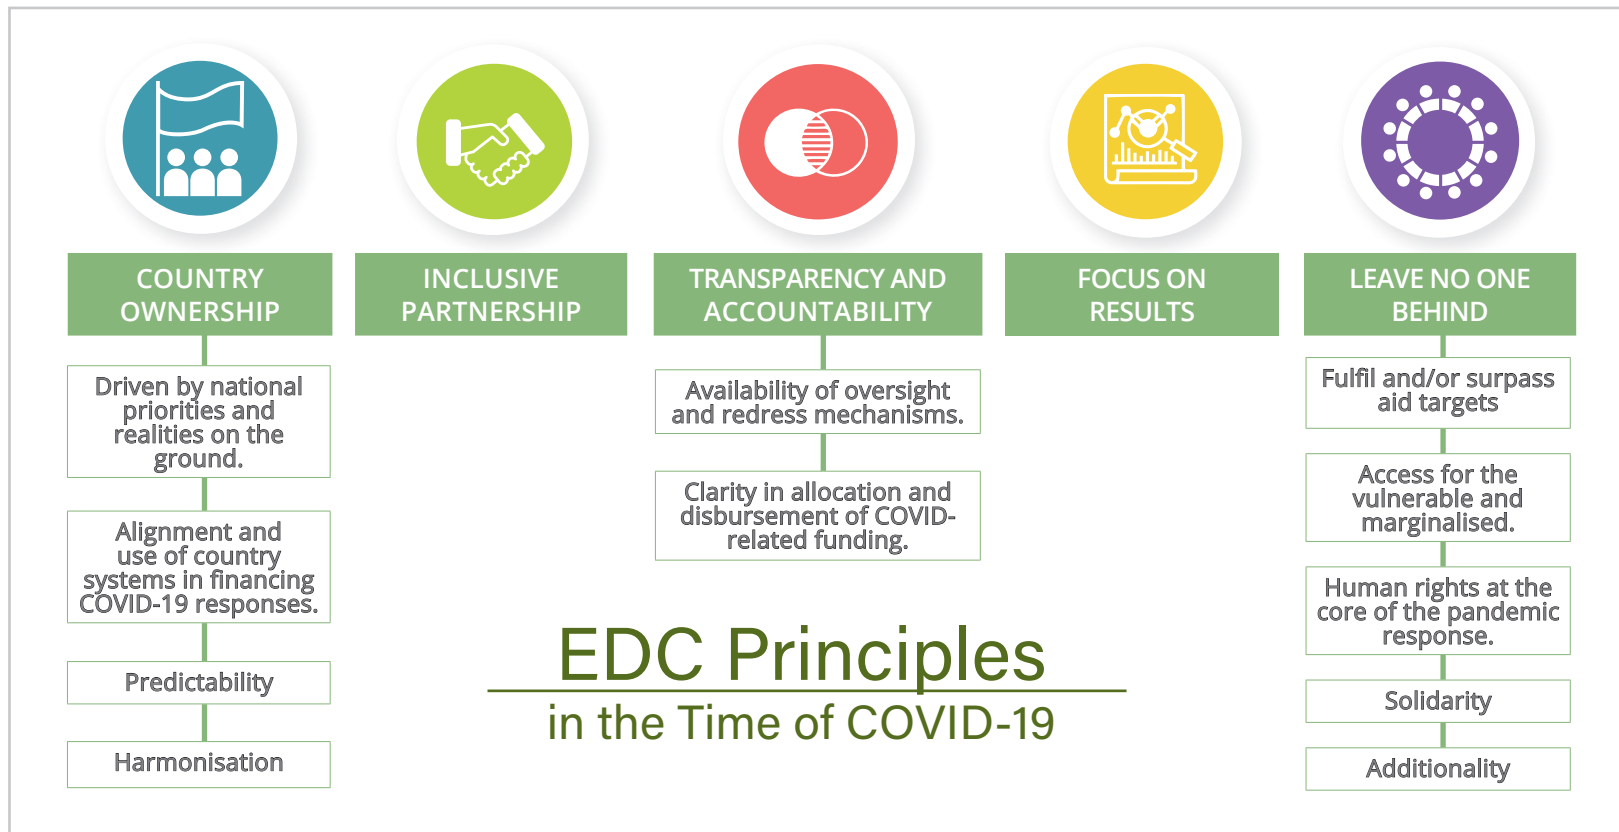 COUNTRY
OWNERSHIP
Driven by national
priorities and
realities on the
ground.
Alignment and
use of country
systems in financing
COVID-19 responses.
Predictability
Harmonisation
INCLUSIVE
PARTNERSHIP
TRANSPARENCY AND
ACCOUNTABILITY
Availability of oversight
and redress mechanisms.
Clarity in allocation and
disbursement of COVID-
related funding.
FOCUS ON
RESULTS
LEAVE NO ONE
BEHIND
Fulfil and/or surpass
aid targets
Access for the
vulnerable and
marginalised.
Human rights at the
core of the pandemic
response.
Solidarity
Additionality
EDC Principles
in the Time of COVID-19